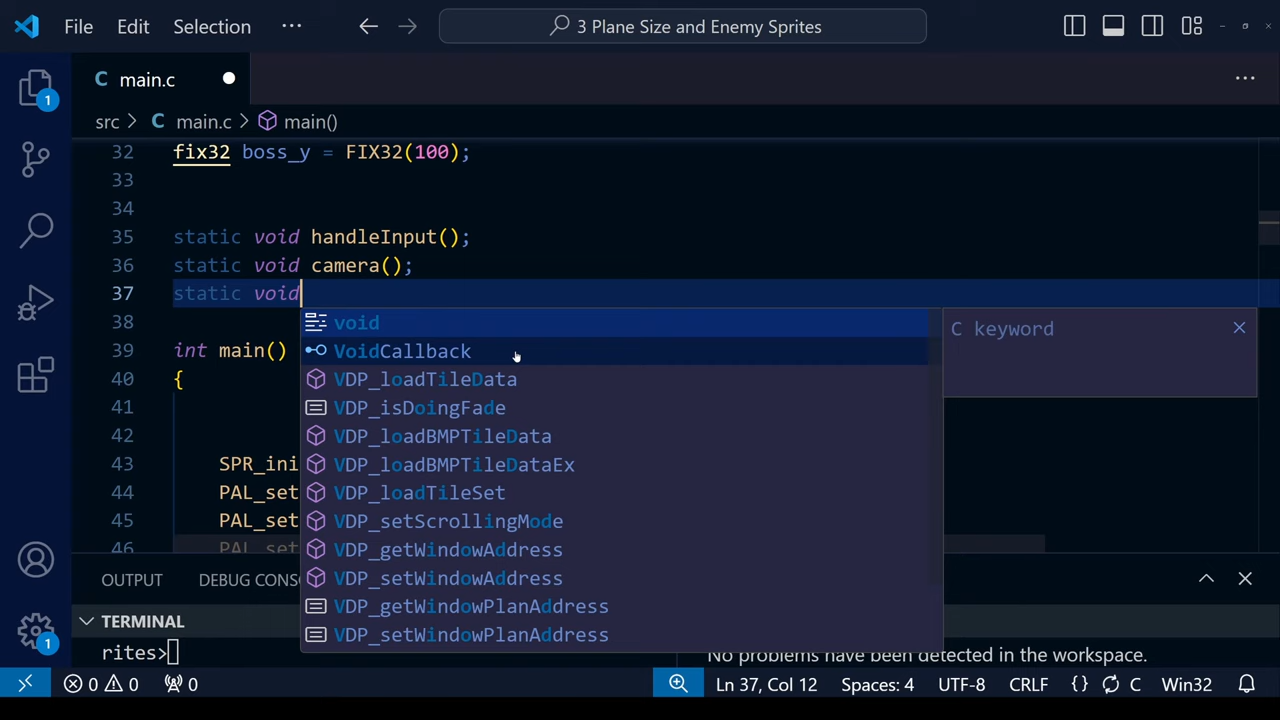 File Edit Selection ··· 3 Plane Size and Enemy Sprites
C main.c
src > C main.c > main()
32 fix32 boss_y = FIX32(100);
33
34
35 static void handleInput();
36 static void camera();
37 static void
38 void C keyword
39 int main() VoidCallback
40 { VDP_loadTileData
41 VDP_isDoingFade
42 VDP_loadBMPTileData
43 SPR_ini VDP_loadBMPTileDataEx
44 PAL_set VDP_loadTileSet
45 PAL_set VDP_setScrollingMode
46 PAL_set VDP_getWindowAddress
OUTPUT DEBUG CONS VDP_setWindowAddress
TERMINAL VDP_getWindowPlanAddress
VDP_setWindowPlanAddress
rites> No problems have been detected in the workspace.
0 0 0 Ln 37, Col 12 Spaces: 4 UTF-8 CRLF {} C Win32
1
1